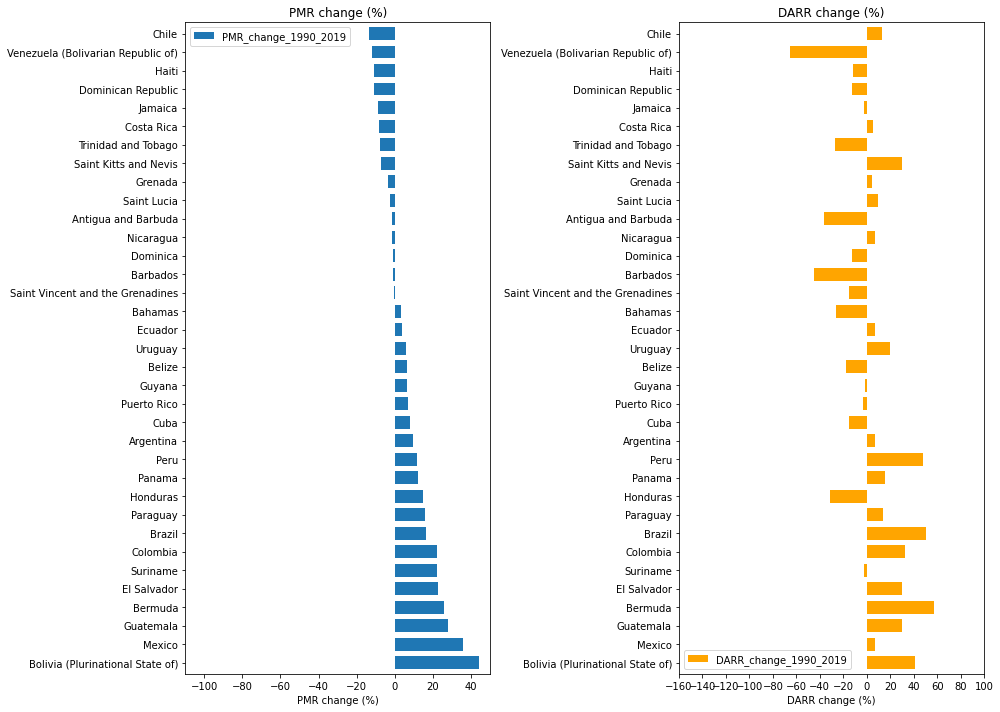 PMR change (%)
PMR_change_1990_2019
Chile
Venezuela (Bolivarian Republic of)
Haiti
Dominican Republic
Jamaica
Costa Rica
Trinidad and Tobago
Saint Kitts and Nevis
Grenada
Saint Lucia
Antigua and Barbuda
Nicaragua
Dominica
Barbados
Saint Vincent and the Grenadines
Bahamas
Ecuador
Uruguay
Belize
Guyana
Puerto Rico
Cuba
Argentina
Peru
Panama
Honduras
Paraguay
Brazil
Colombia
Suriname
El Salvador
Bermuda
Guatemala
Mexico
Bolivia (Plurinational State of)
−100 −80 −60 −40 −20 0 20 40
PMR change (%)
DARR change (%)
Chile
Venezuela (Bolivarian Republic of)
Haiti
Dominican Republic
Jamaica
Costa Rica
Trinidad and Tobago
Saint Kitts and Nevis
Grenada
Saint Lucia
Antigua and Barbuda
Nicaragua
Dominica
Barbados
Saint Vincent and the Grenadines
Bahamas
Ecuador
Uruguay
Belize
Guyana
Puerto Rico
Cuba
Argentina
Peru
Panama
Honduras
Paraguay
Brazil
Colombia
Suriname
El Salvador
Bermuda
Guatemala
Mexico
Bolivia (Plurinational State of)
DARR_change_1990_2019
−160 −140 −120 −100 −80 −60 −40 −20 0 20 40 60 80 100
DARR change (%)